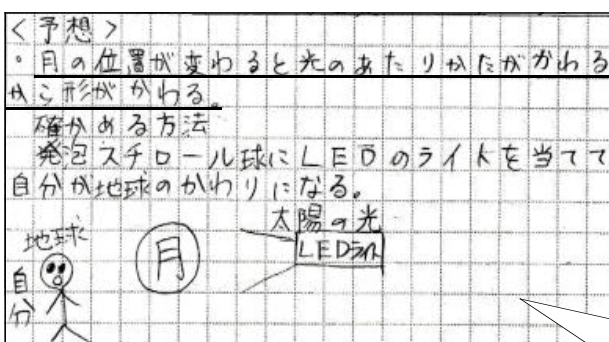 ＜予想＞
・月の位置が変わると光のあたりかたがかわる
から形がかわる。
確かめる方法
発泡スチロール球にLEDのライトを当てて
自分が地球のかわりになる。
太陽の光
LEDライト
地球
月
自分